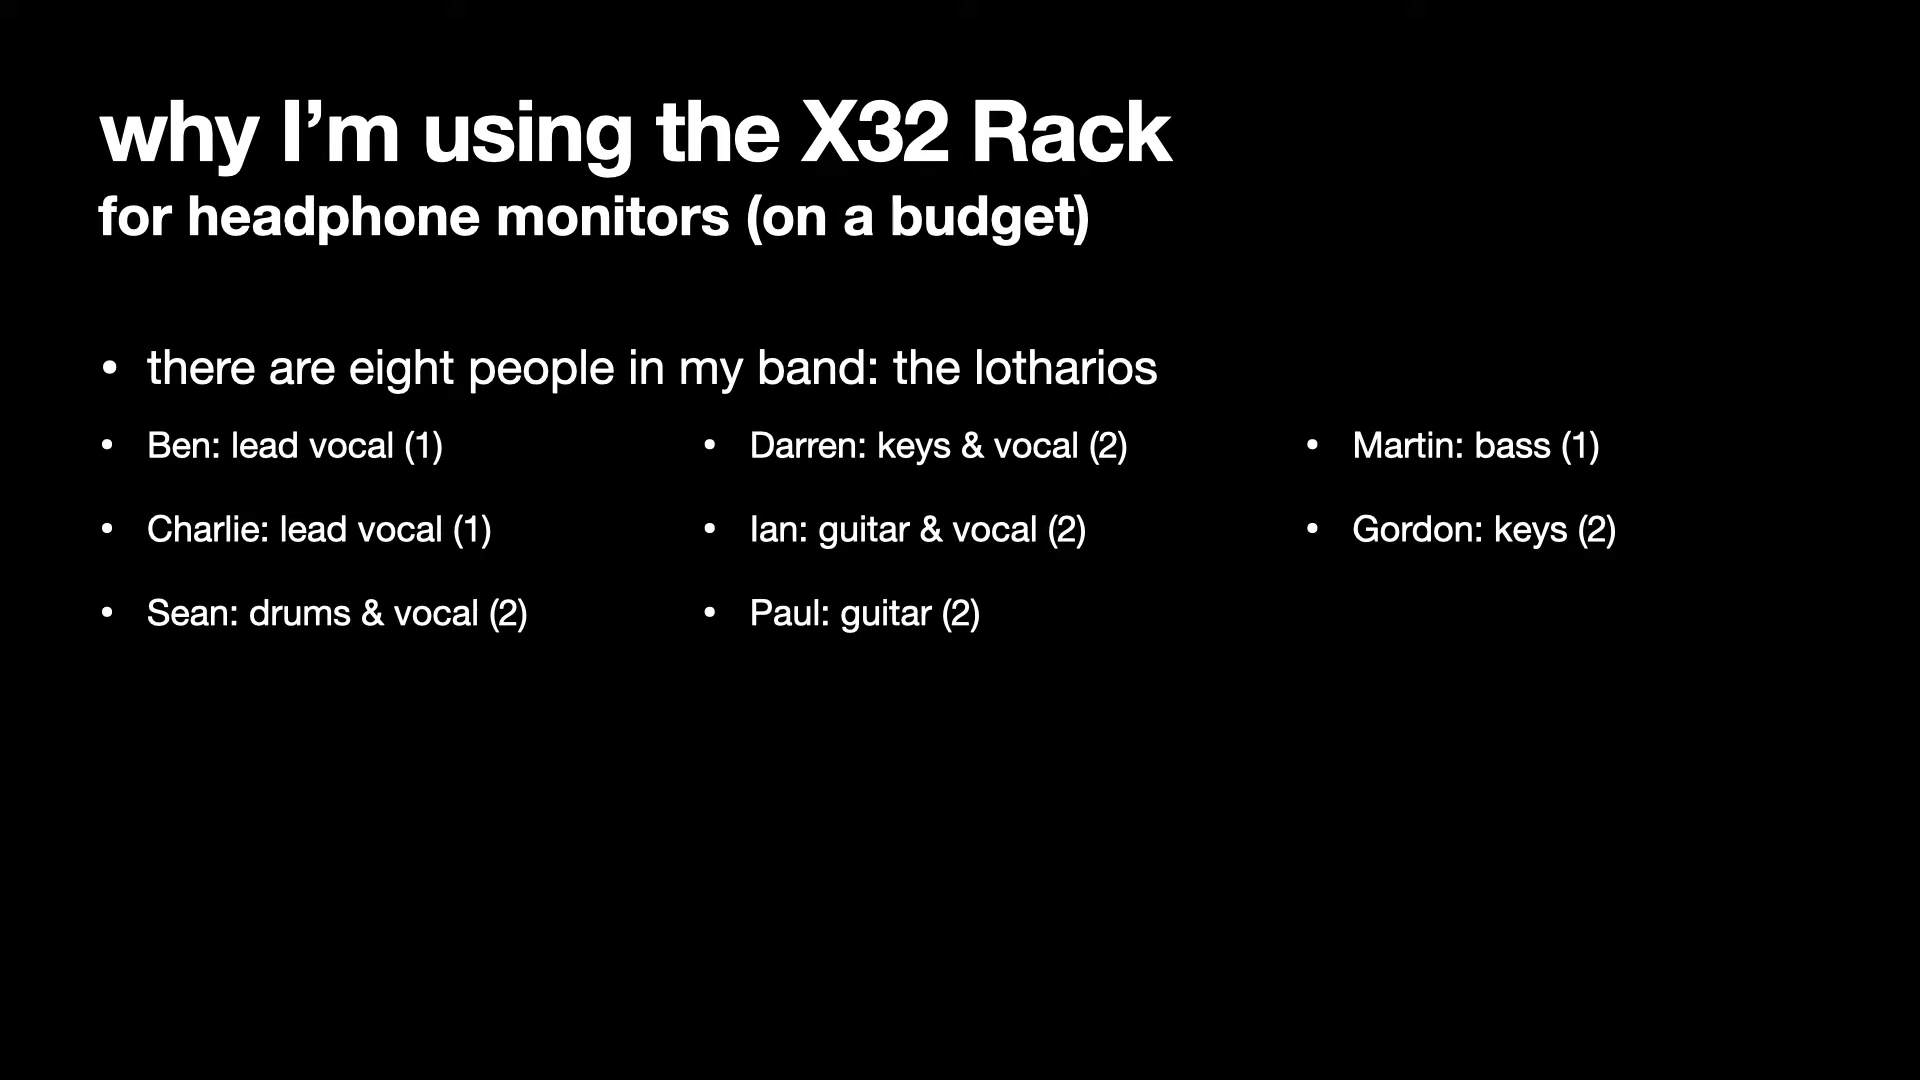 why I’m using the X32 Rack
for headphone monitors (on a budget)
• there are eight people in my band: the lotharios
• Ben: lead vocal (1)
• Charlie: lead vocal (1)
• Sean: drums & vocal (2)
• Darren: keys & vocal (2)
• Ian: guitar & vocal (2)
• Paul: guitar (2)
• Martin: bass (1)
• Gordon: keys (2)